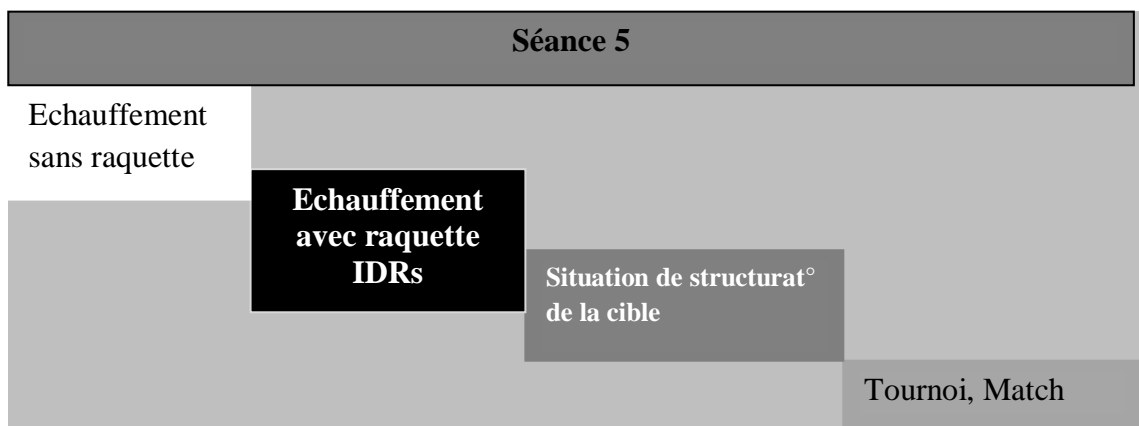 Séance 5
Echauffement
sans raquette
Echauffement
avec raquette
IDRs
Situation de structurat°
de la cible
Tournoi, Match